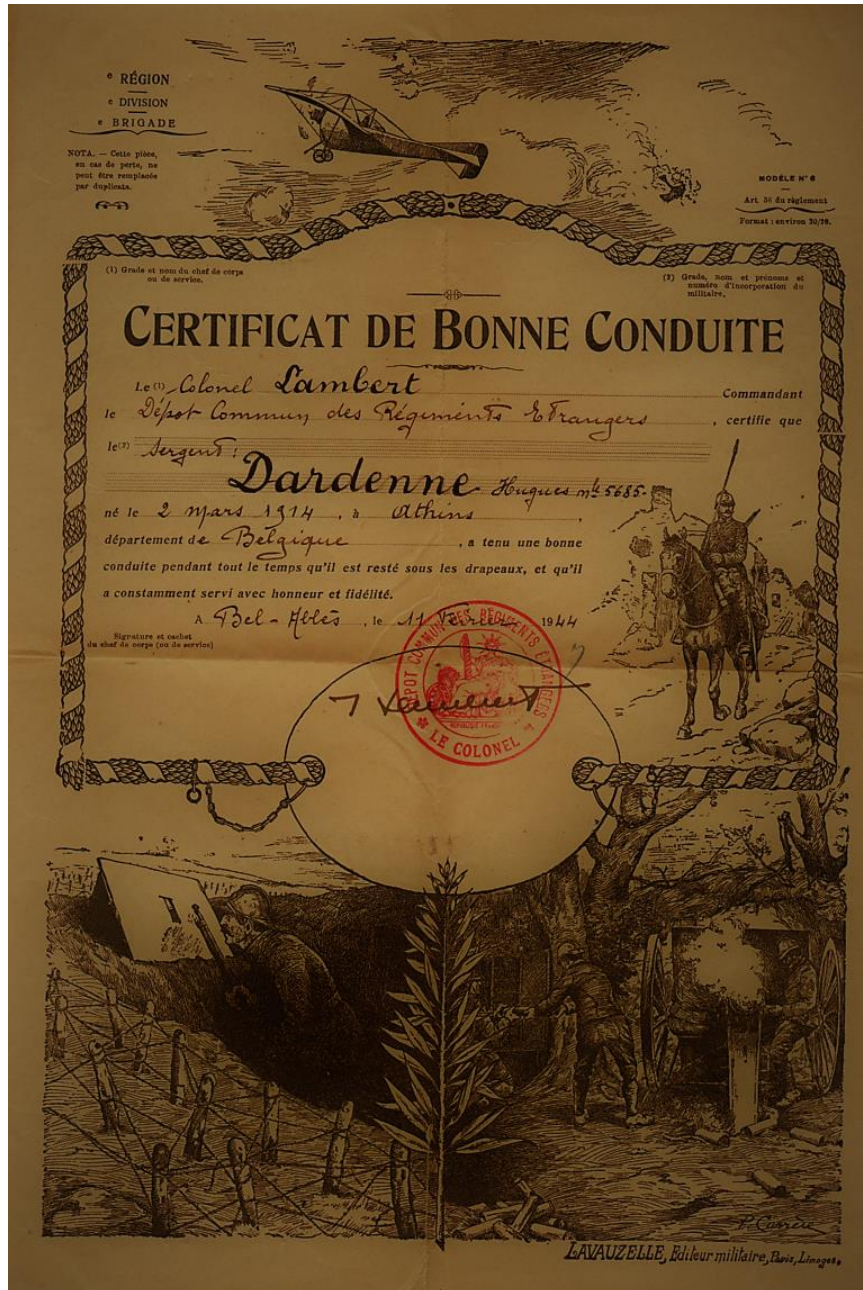 e RÉGION
e DIVISION
e BRIGADE
NOTA. — Cette pièce,
en cas de perte, ne
peut être remplacée
par duplicata.
MODÈLE N° 6
Art. 56 du règlement
Format : environ 30/39.
(1) Grade et nom du chef de corps
ou de service.
(2) Grade, nom et prénoms et
numéro d'incorporation du
militaire.
CERTIFICAT DE BONNE CONDUITE
Le (1) Colonel Lambert Commandant
le Dépot Commun des Régiments Etrangers, certifie que
le (2) Sergent :
Dardenne Hugues mle 5685.
né le 2 mars 1914, à Athins,
département de Belgique, a tenu une bonne
conduite pendant tout le temps qu'il est resté sous les drapeaux, et qu'il
a constamment servi avec honneur et fidélité.
A Bel-Abbès, le 11 Février 1944
Signature et cachet
du chef de corps (ou de service)
DÉPOT COMMUN DES RÉGIMENTS ÉTRANGERS
LE COLONEL
P. Carrère
LAVAUZELLE, Editeur militaire, Paris, Limoges.